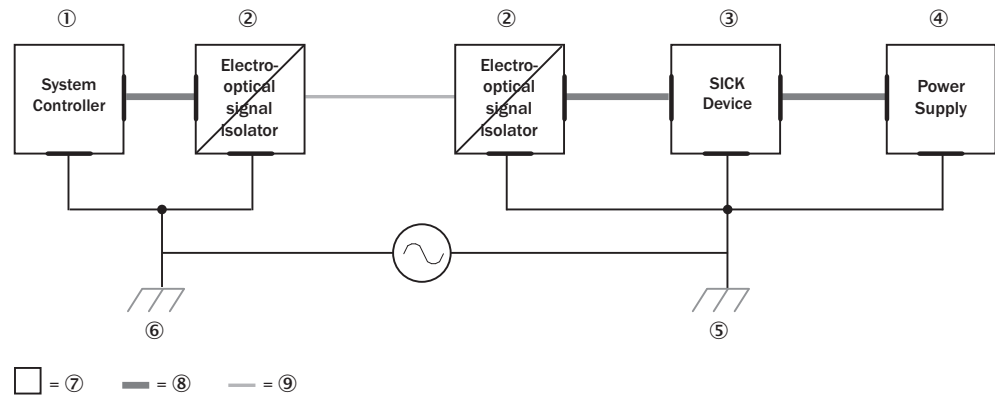 ① ② ② ③ ④
System
Controller
Electro-
optical
signal
isolator
Electro-
optical
signal
isolator
SICK
Device
Power
Supply
⑥ ⑤
= ⑦ = ⑧ = ⑨